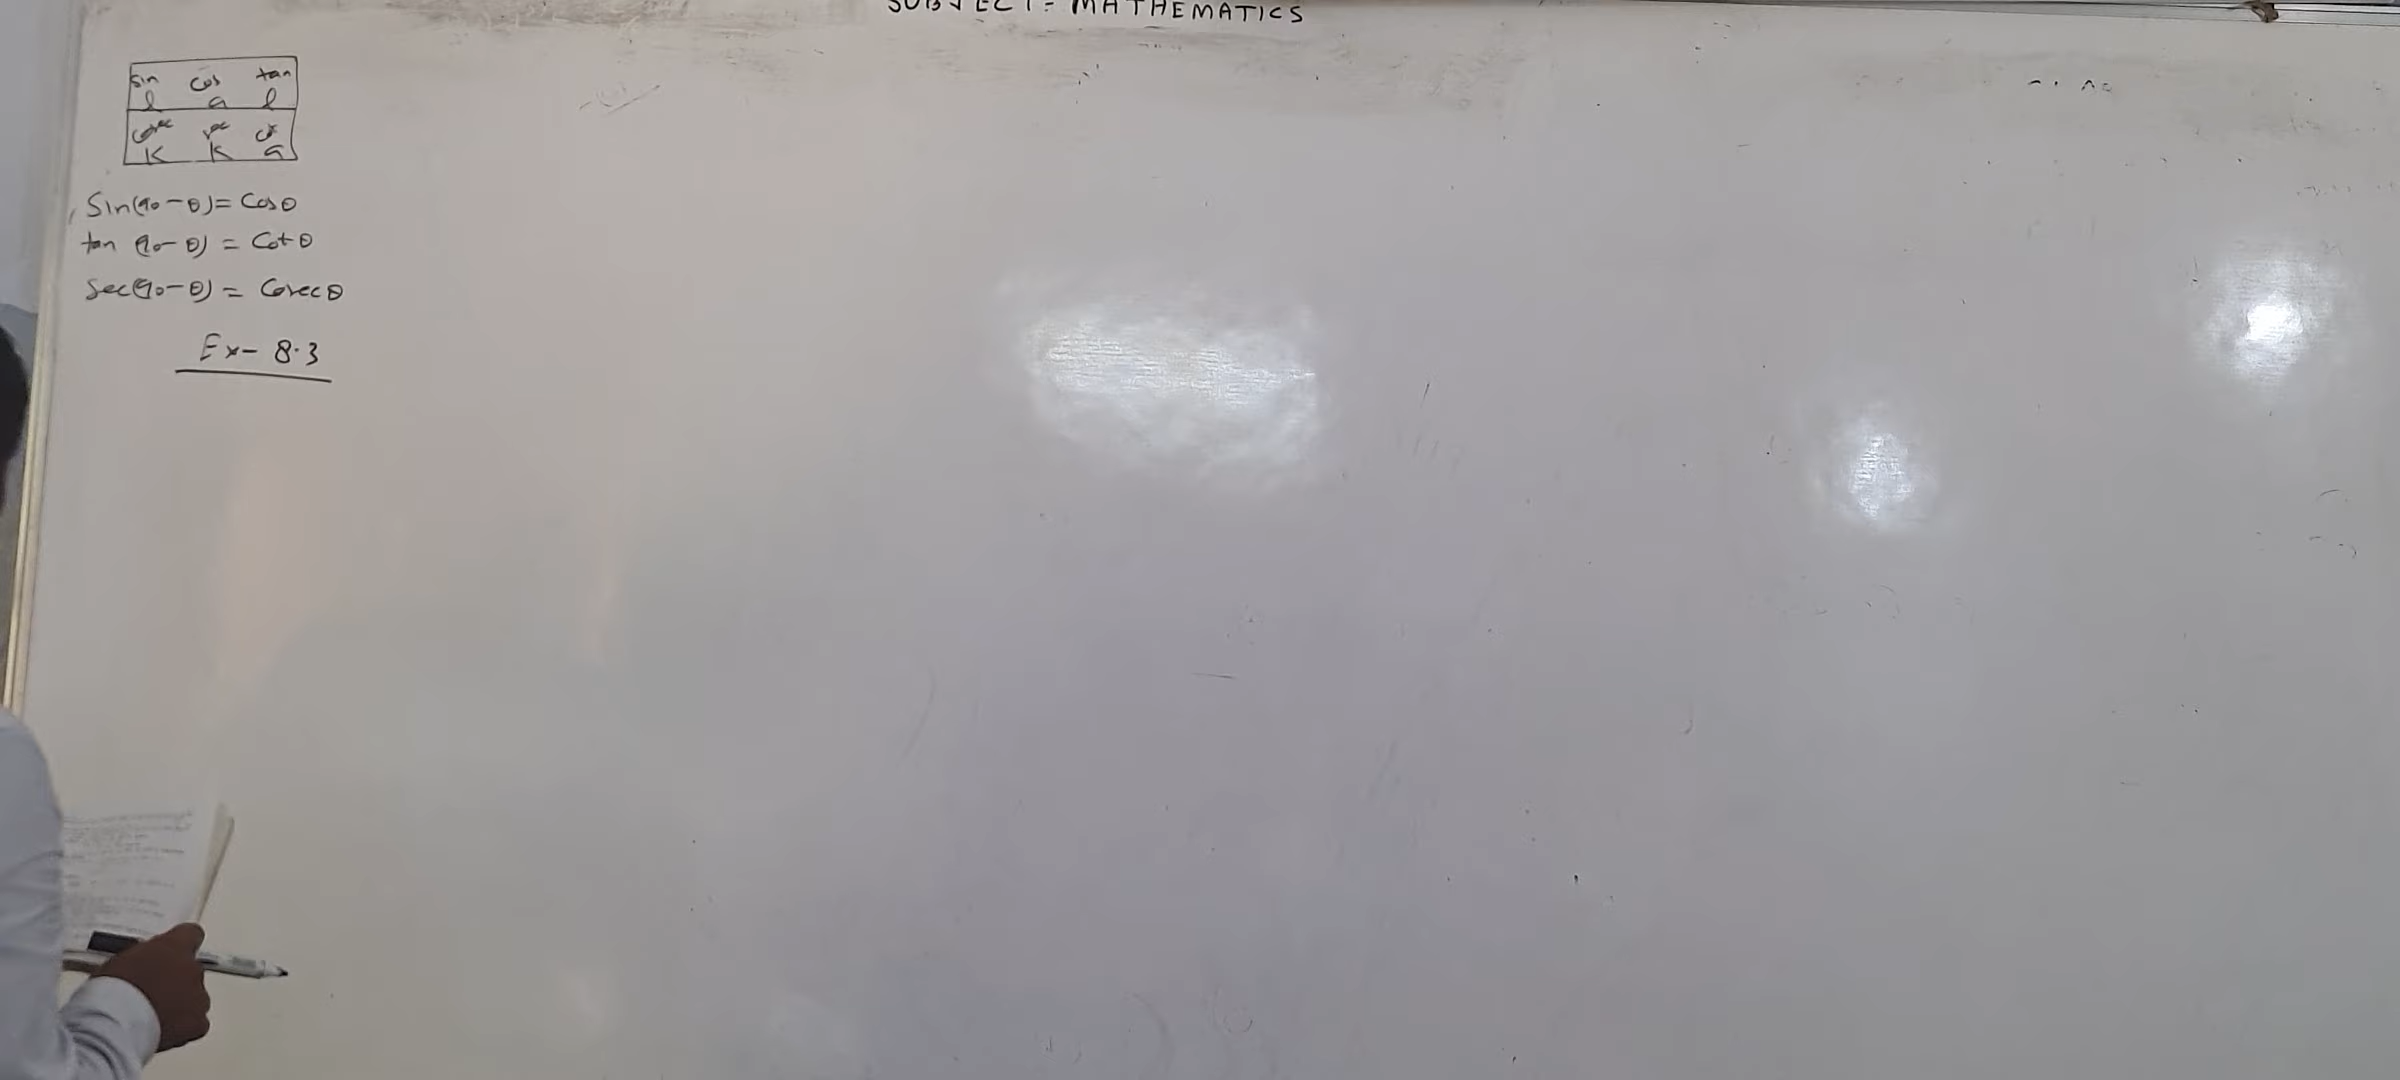 SUBJECT:- MATHEMATICS
sin cos tan
l a l
cosec sec cot
K K a
Sin(90-θ)= Cosθ
tan (90-θ) = Cotθ
Sec(90-θ) = Cosecθ
Ex- 8.3